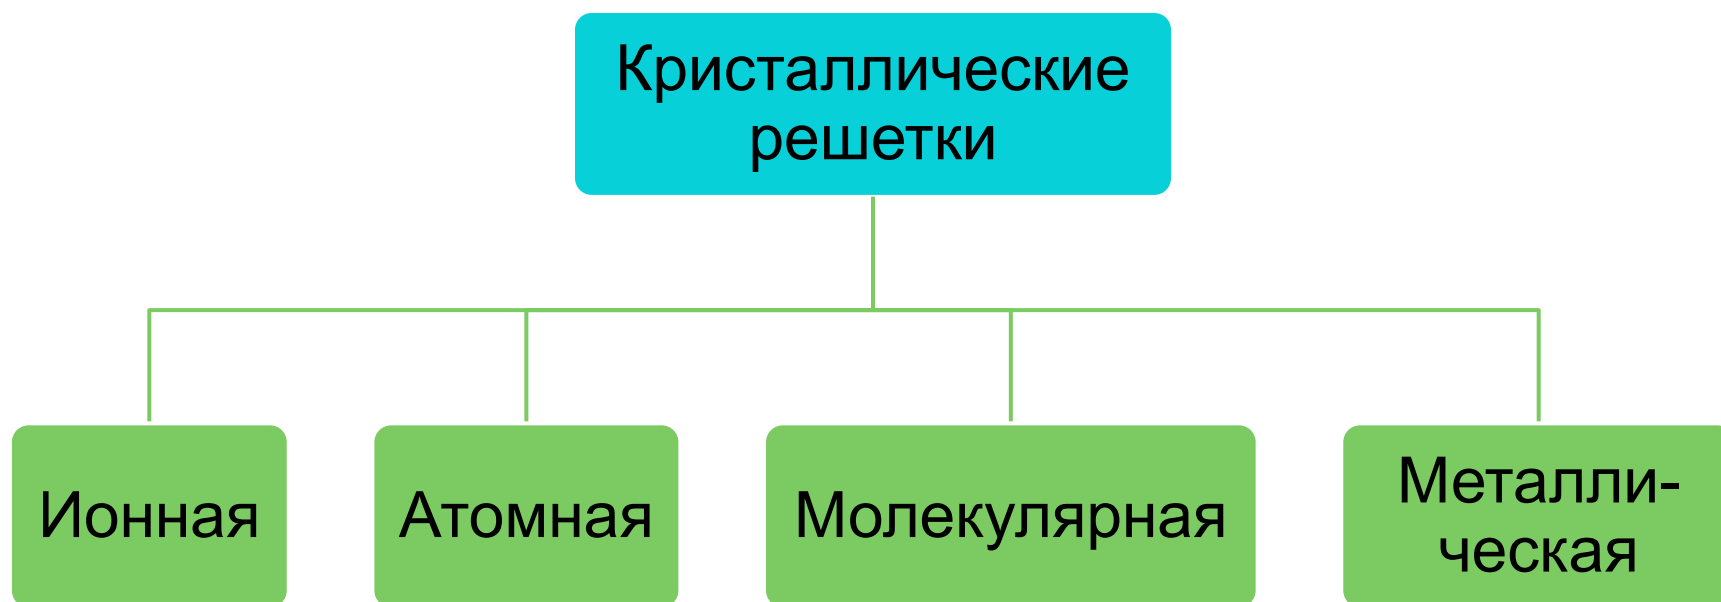 Кристаллические
решетки
Ионная
Атомная
Молекулярная
Металли-
ческая